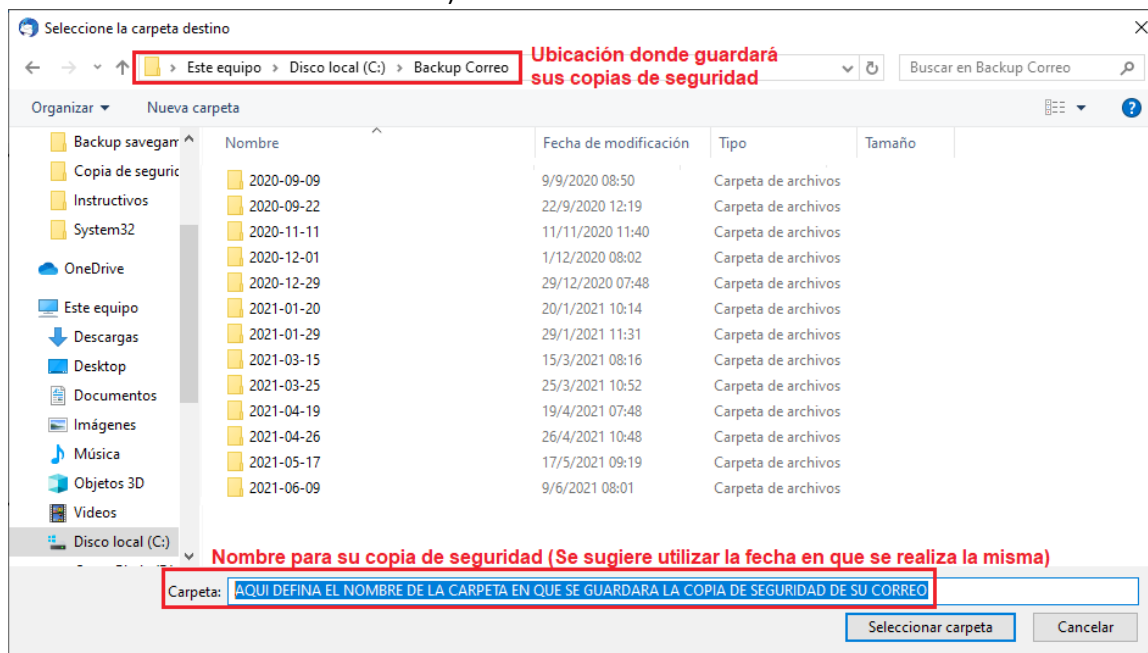 Seleccione la carpeta destino
Este equipo > Disco local (C:) > Backup Correo
Ubicación donde guardará
sus copias de seguridad
Buscar en Backup Correo
Organizar Nueva carpeta
Nombre Fecha de modificación Tipo Tamaño
Backup savegam
Copia de seguric
Instructivos
System32
OneDrive
Este equipo
Descargas
Desktop
Documentos
Imágenes
Música
Objetos 3D
Videos
Disco local (C:)
2020-09-09 9/9/2020 08:50 Carpeta de archivos
2020-09-22 22/9/2020 12:19 Carpeta de archivos
2020-11-11 11/11/2020 11:40 Carpeta de archivos
2020-12-01 1/12/2020 08:02 Carpeta de archivos
2020-12-29 29/12/2020 07:48 Carpeta de archivos
2021-01-20 20/1/2021 10:14 Carpeta de archivos
2021-01-29 29/1/2021 11:31 Carpeta de archivos
2021-03-15 15/3/2021 08:16 Carpeta de archivos
2021-03-25 25/3/2021 10:52 Carpeta de archivos
2021-04-19 19/4/2021 07:48 Carpeta de archivos
2021-04-26 26/4/2021 10:48 Carpeta de archivos
2021-05-17 17/5/2021 09:19 Carpeta de archivos
2021-06-09 9/6/2021 08:01 Carpeta de archivos
Nombre para su copia de seguridad (Se sugiere utilizar la fecha en que se realiza la misma)
Carpeta: AQUI DEFINA EL NOMBRE DE LA CARPETA EN QUE SE GUARDARA LA COPIA DE SEGURIDAD DE SU CORREO
Seleccionar carpeta Cancelar